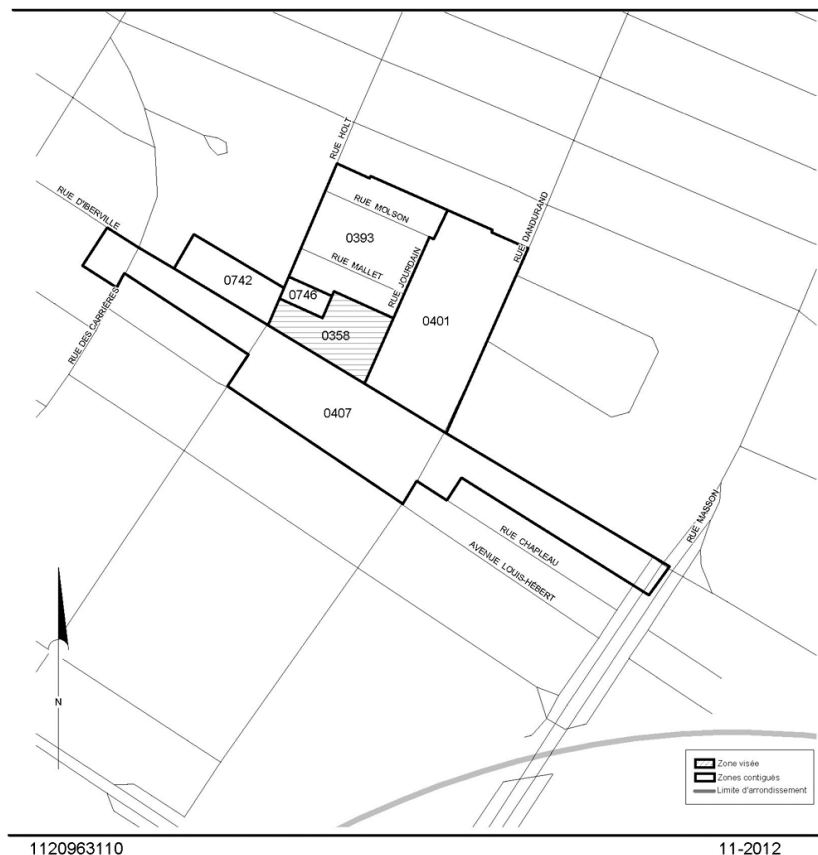 RUE HOLT
RUE D'IBERVILLE
RUE MOLSON
RUE DANDURAND
0393
RUE MALLET
RUE JOURDAIN
0742
0746
0401
0358
RUE DES CARRIÈRES
0407
RUE MASSON
RUE CHAPLEAU
AVENUE LOUIS-HÉBERT
N
Zone visée
Zones contiguës
Limite d'arrondissement
1120963110
11-2012